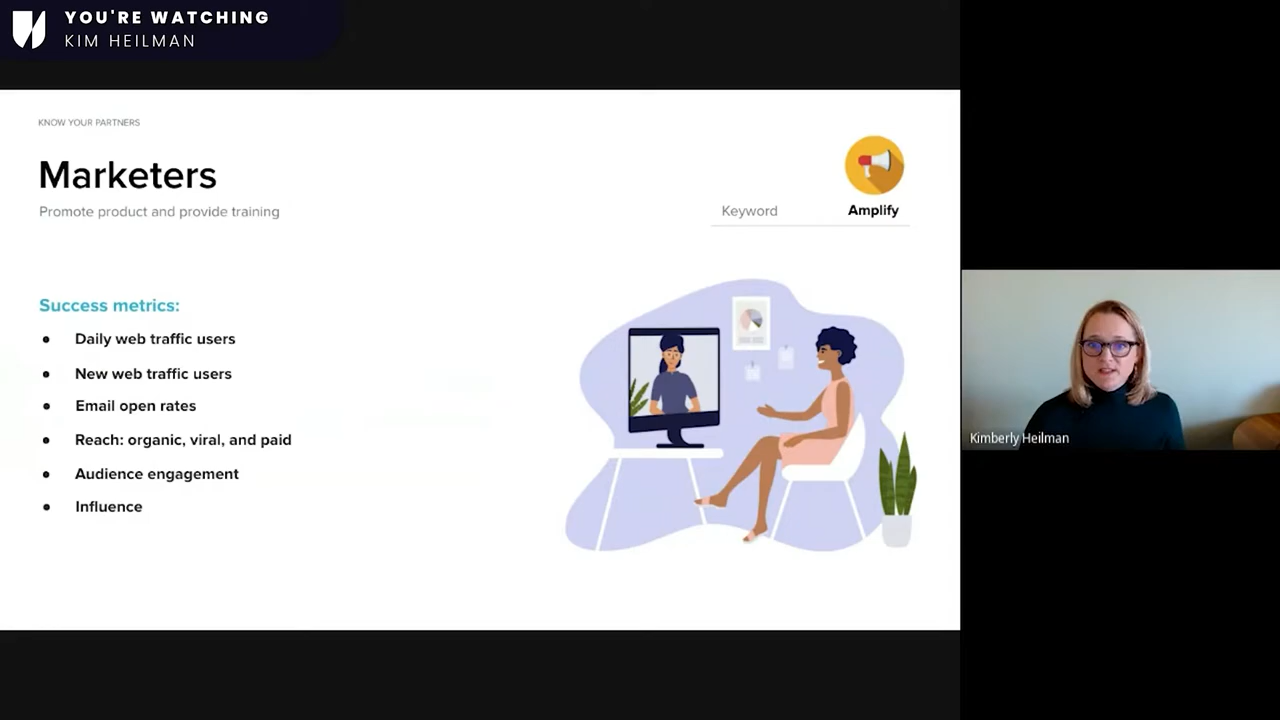 YOU'RE WATCHING
KIM HEILMAN
KNOW YOUR PARTNERS
Marketers
Promote product and provide training
Keyword
Amplify
Success metrics:
● Daily web traffic users
● New web traffic users
● Email open rates
● Reach: organic, viral, and paid
● Audience engagement
● Influence
Kimberly Heilman